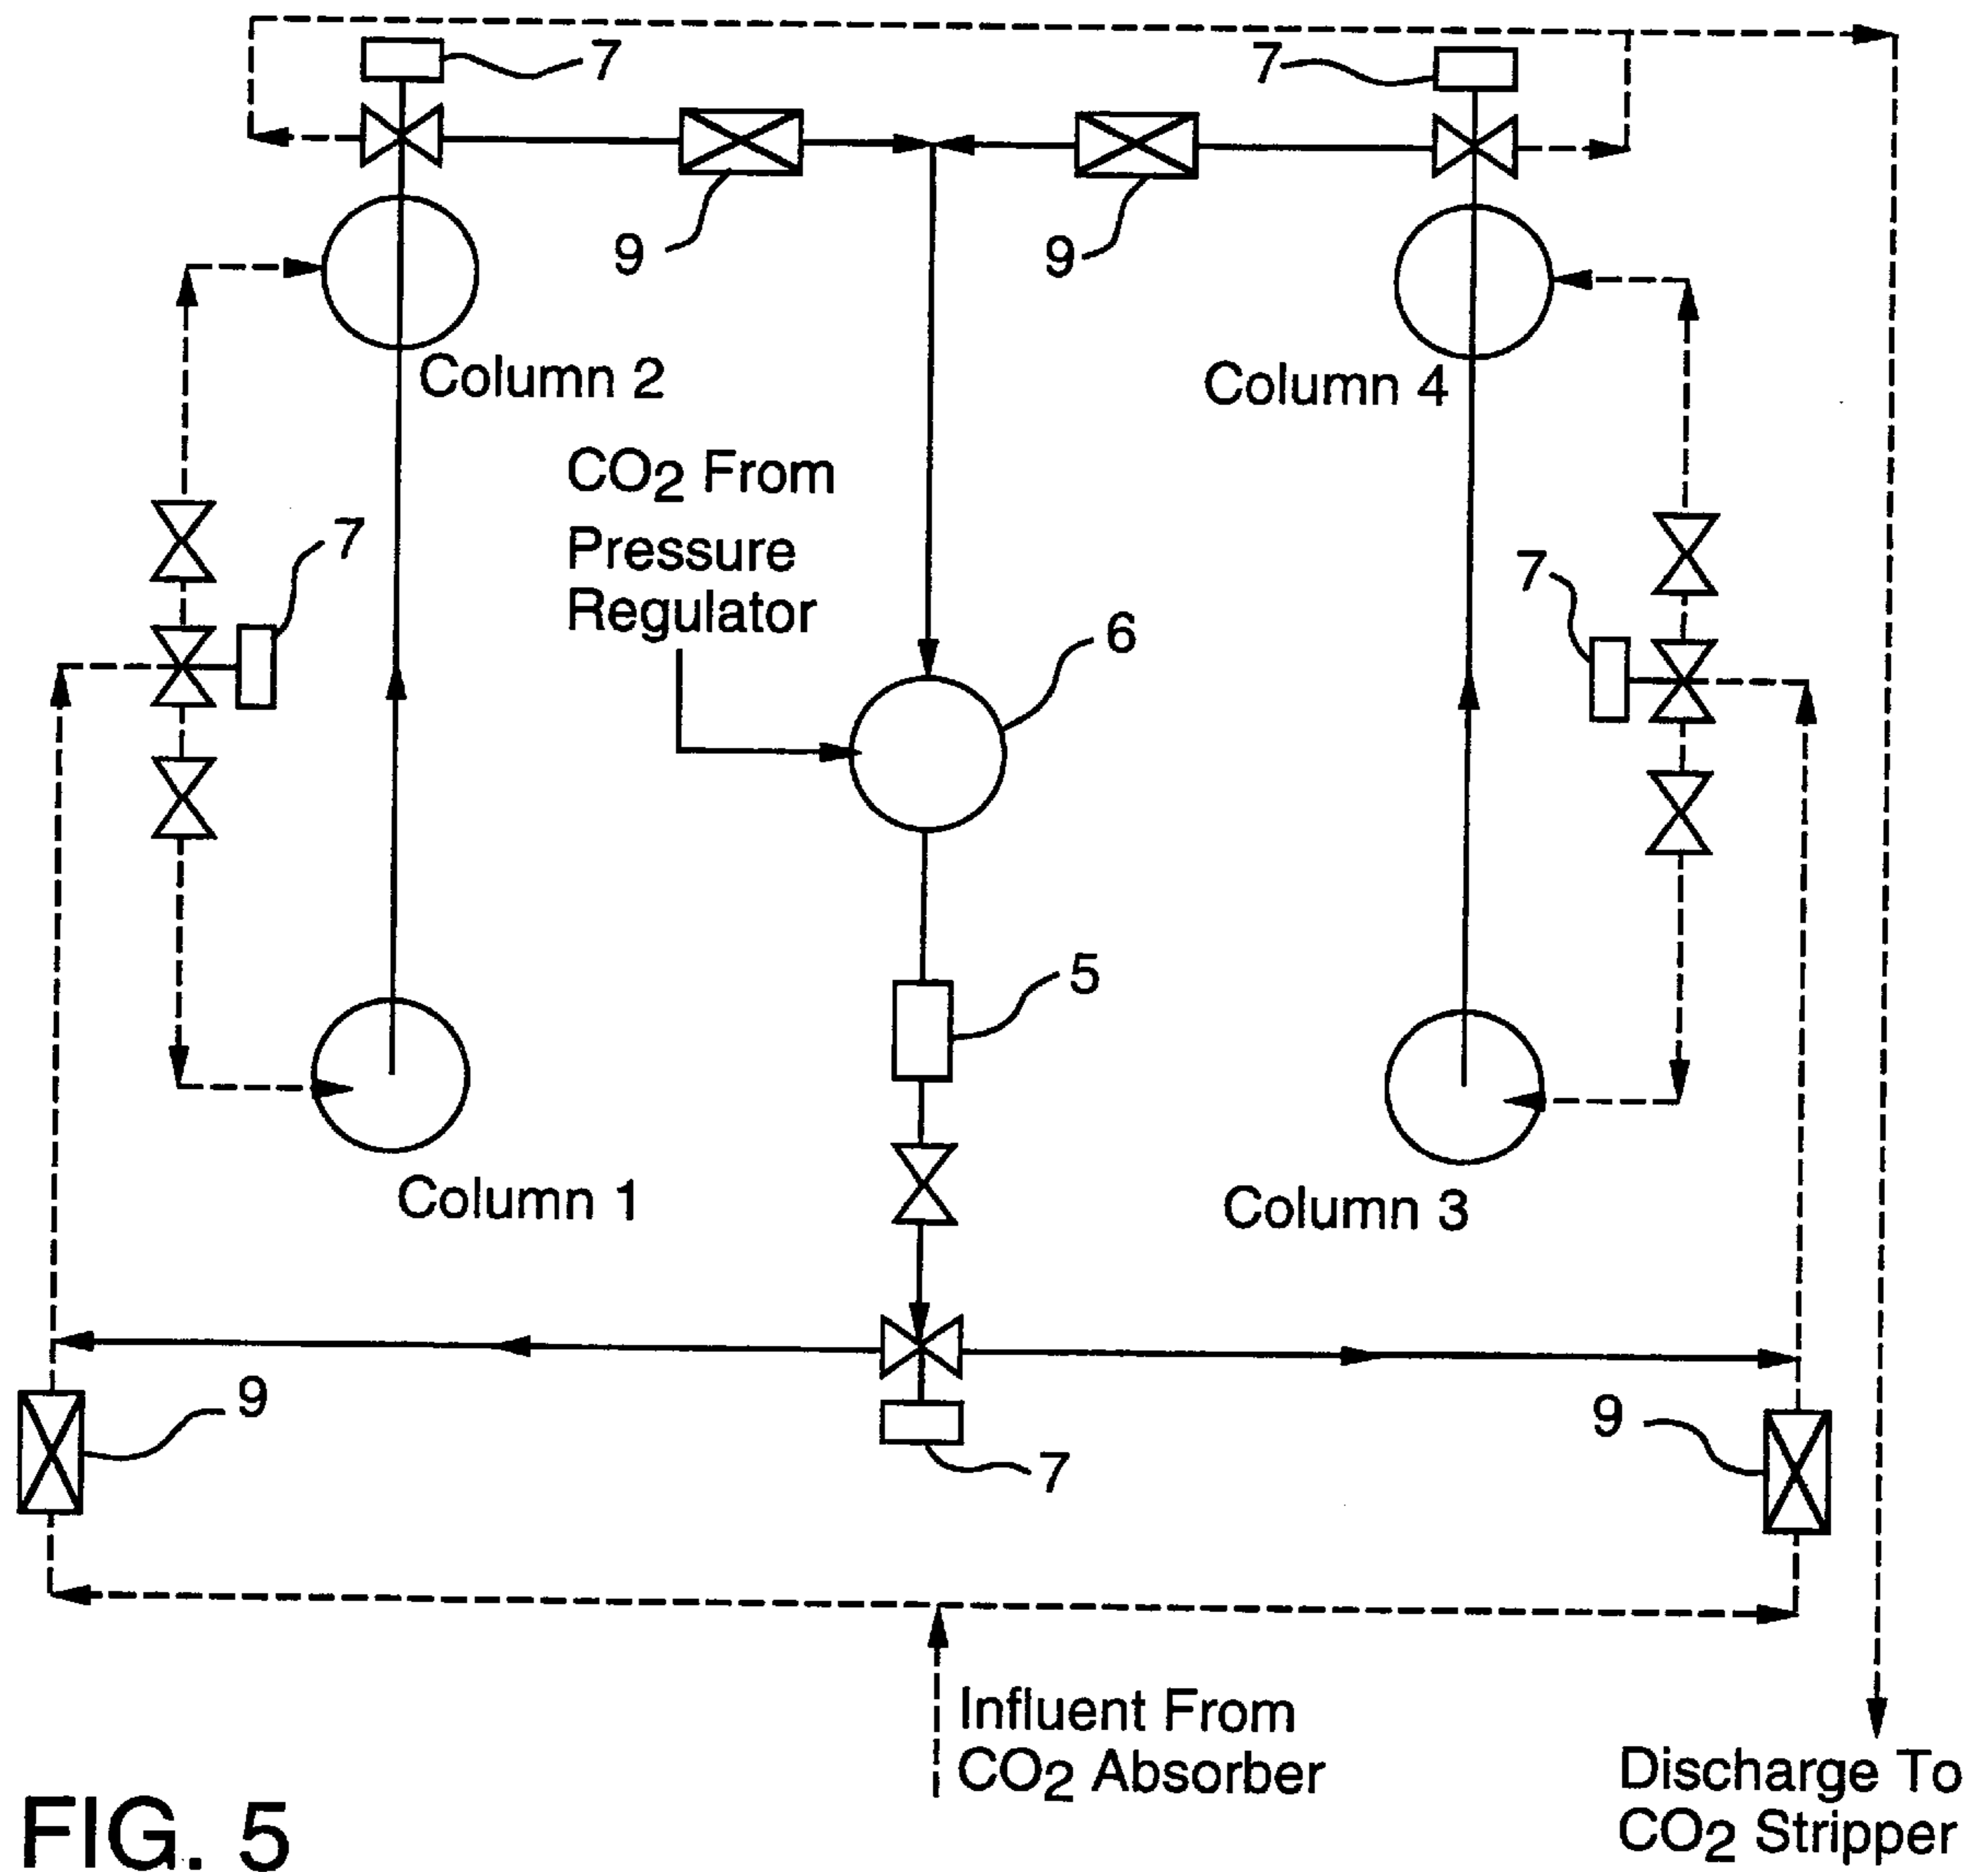 7
7
9
9
Column 2
Column 4
CO2 From
Pressure
Regulator
7
7
6
5
Column 1
Column 3
9
9
7
Influent From
CO2 Absorber
Discharge To
CO2 Stripper
FIG. 5